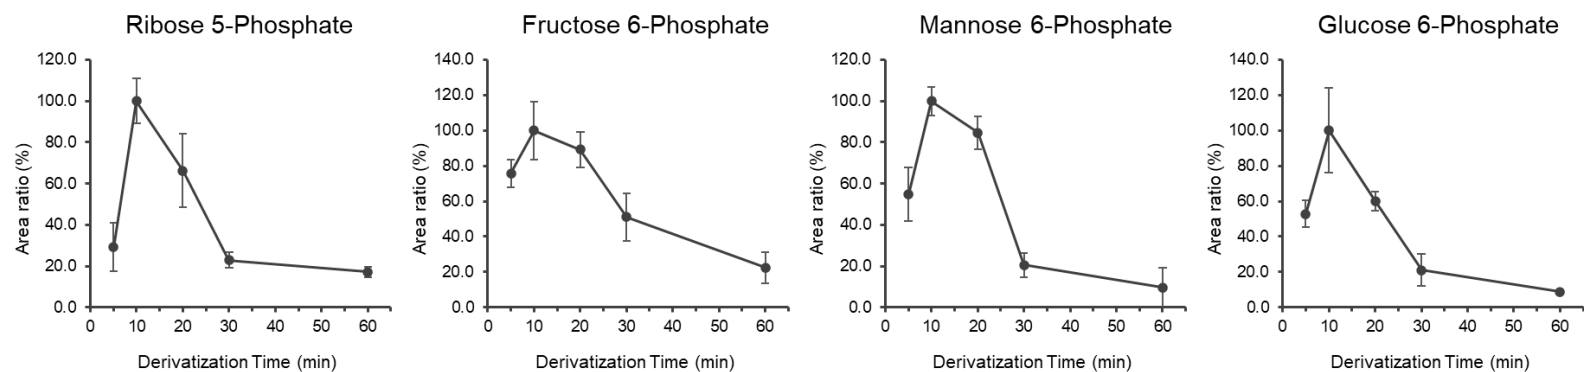 Ribose 5-Phosphate
Area ratio (%)
120.0
100.0
80.0
60.0
40.0
20.0
0.0
0 10 20 30 40 50 60
Derivatization Time (min)
Fructose 6-Phosphate
Area ratio (%)
140.0
120.0
100.0
80.0
60.0
40.0
20.0
0.0
0 10 20 30 40 50 60
Derivatization Time (min)
Mannose 6-Phosphate
Area ratio (%)
120.0
100.0
80.0
60.0
40.0
20.0
0.0
0 10 20 30 40 50 60
Derivatization Time (min)
Glucose 6-Phosphate
Area ratio (%)
140.0
120.0
100.0
80.0
60.0
40.0
20.0
0.0
0 10 20 30 40 50 60
Derivatization Time (min)